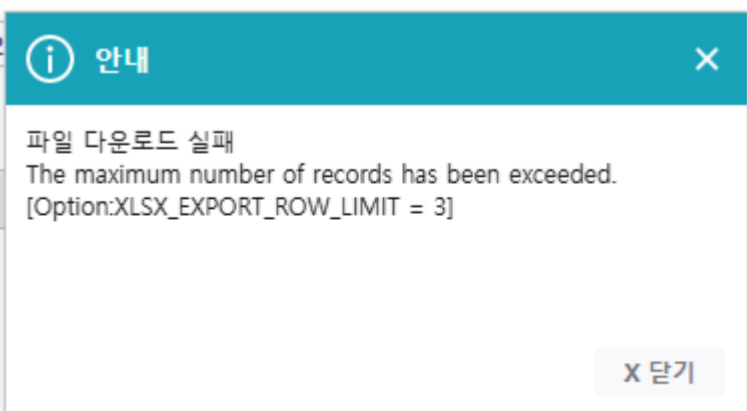 안내
파일 다운로드 실패
The maximum number of records has been exceeded.
[Option:XLSX_EXPORT_ROW_LIMIT = 3]
X 닫기